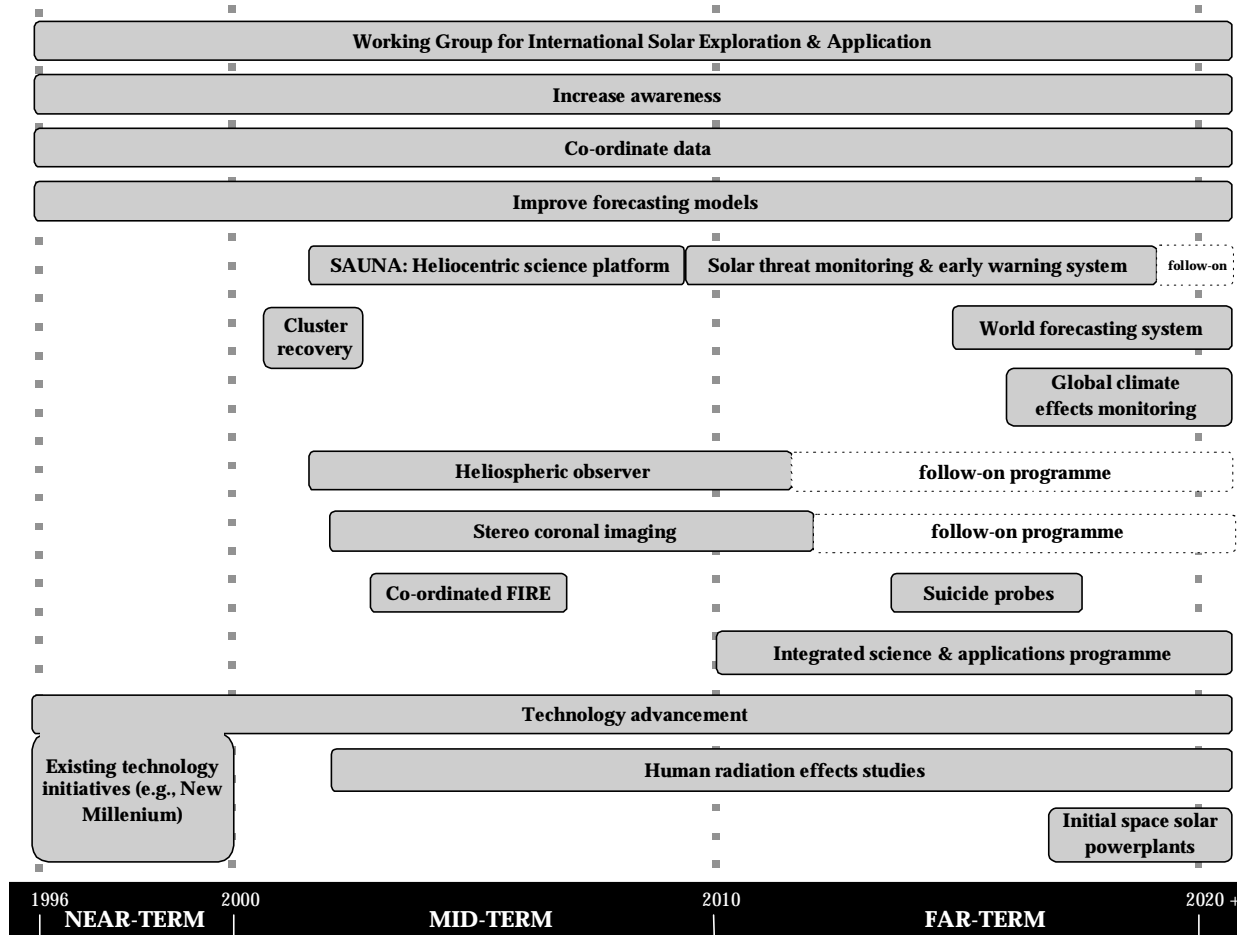 Working Group for International Solar Exploration & Application
Increase awareness
Co-ordinate data
Improve forecasting models
SAUNA: Heliocentric science platform
Solar threat monitoring & early warning system
follow-on
Cluster
recovery
World forecasting system
Global climate
effects monitoring
Heliospheric observer
follow-on programme
Stereo coronal imaging
follow-on programme
Co-ordinated FIRE
Suicide probes
Integrated science & applications programme
Technology advancement
Existing technology
initiatives (e.g., New
Millenium)
Human radiation effects studies
Initial space solar
powerplants
1996
2000
2010
2020 +
NEAR-TERM
MID-TERM
FAR-TERM